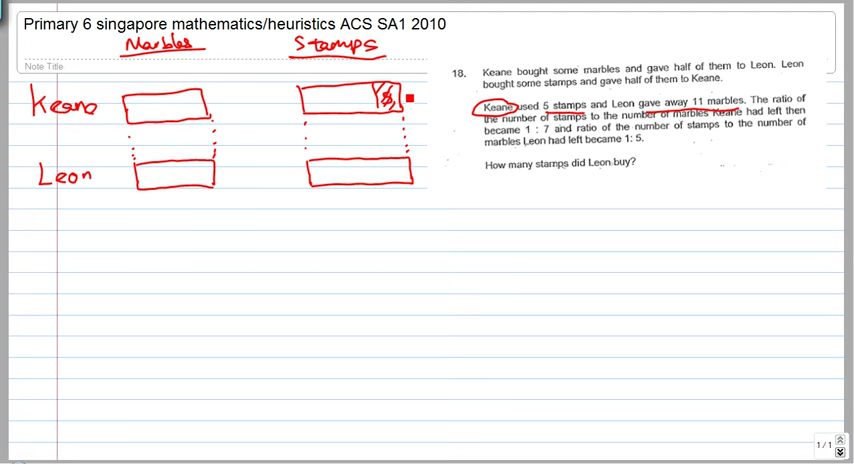 Primary 6 singapore mathematics/heuristics ACS SA1 2010
Marbles
Stamps
Note Title
18. Keane bought some marbles and gave half of them to Leon. Leon
bought some stamps and gave half of them to Keane.
Keane
Keane used 5 stamps and Leon gave away 11 marbles. The ratio of
the number of stamps to the number of marbles Keane had left then
became 1 : 7 and ratio of the number of stamps to the number of
marbles Leon had left became 1: 5.
How many stamps did Leon buy?
Leon
1 / 1